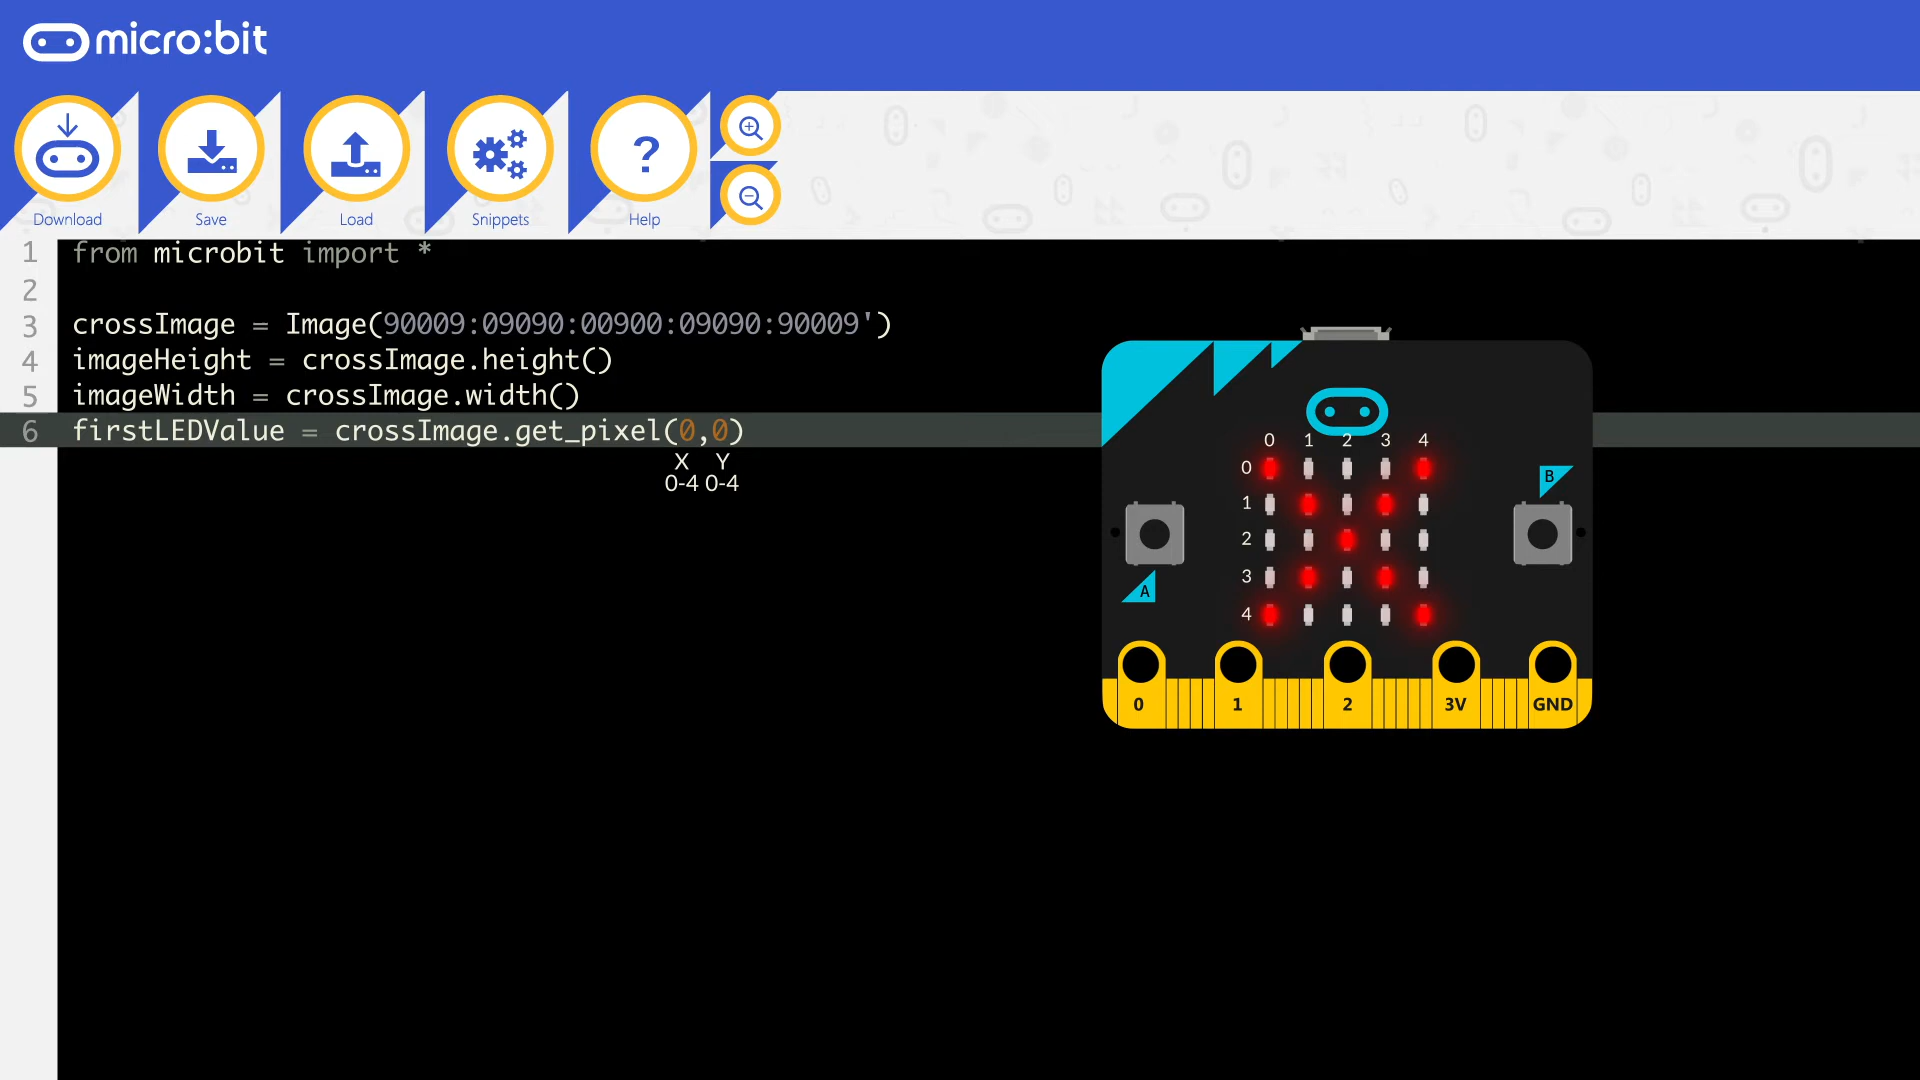 micro:bit
Download Save Load Snippets ? Help
1 from microbit import *
2
3 crossImage = Image(90009:09090:00900:09090:90009')
4 imageHeight = crossImage.height()
5 imageWidth = crossImage.width()
6 firstLEDValue = crossImage.get_pixel(0,0)
X Y
0-4 0-4
0 1 2 3 4
0
1
2
3
4
A
B
0 1 2 3V GND